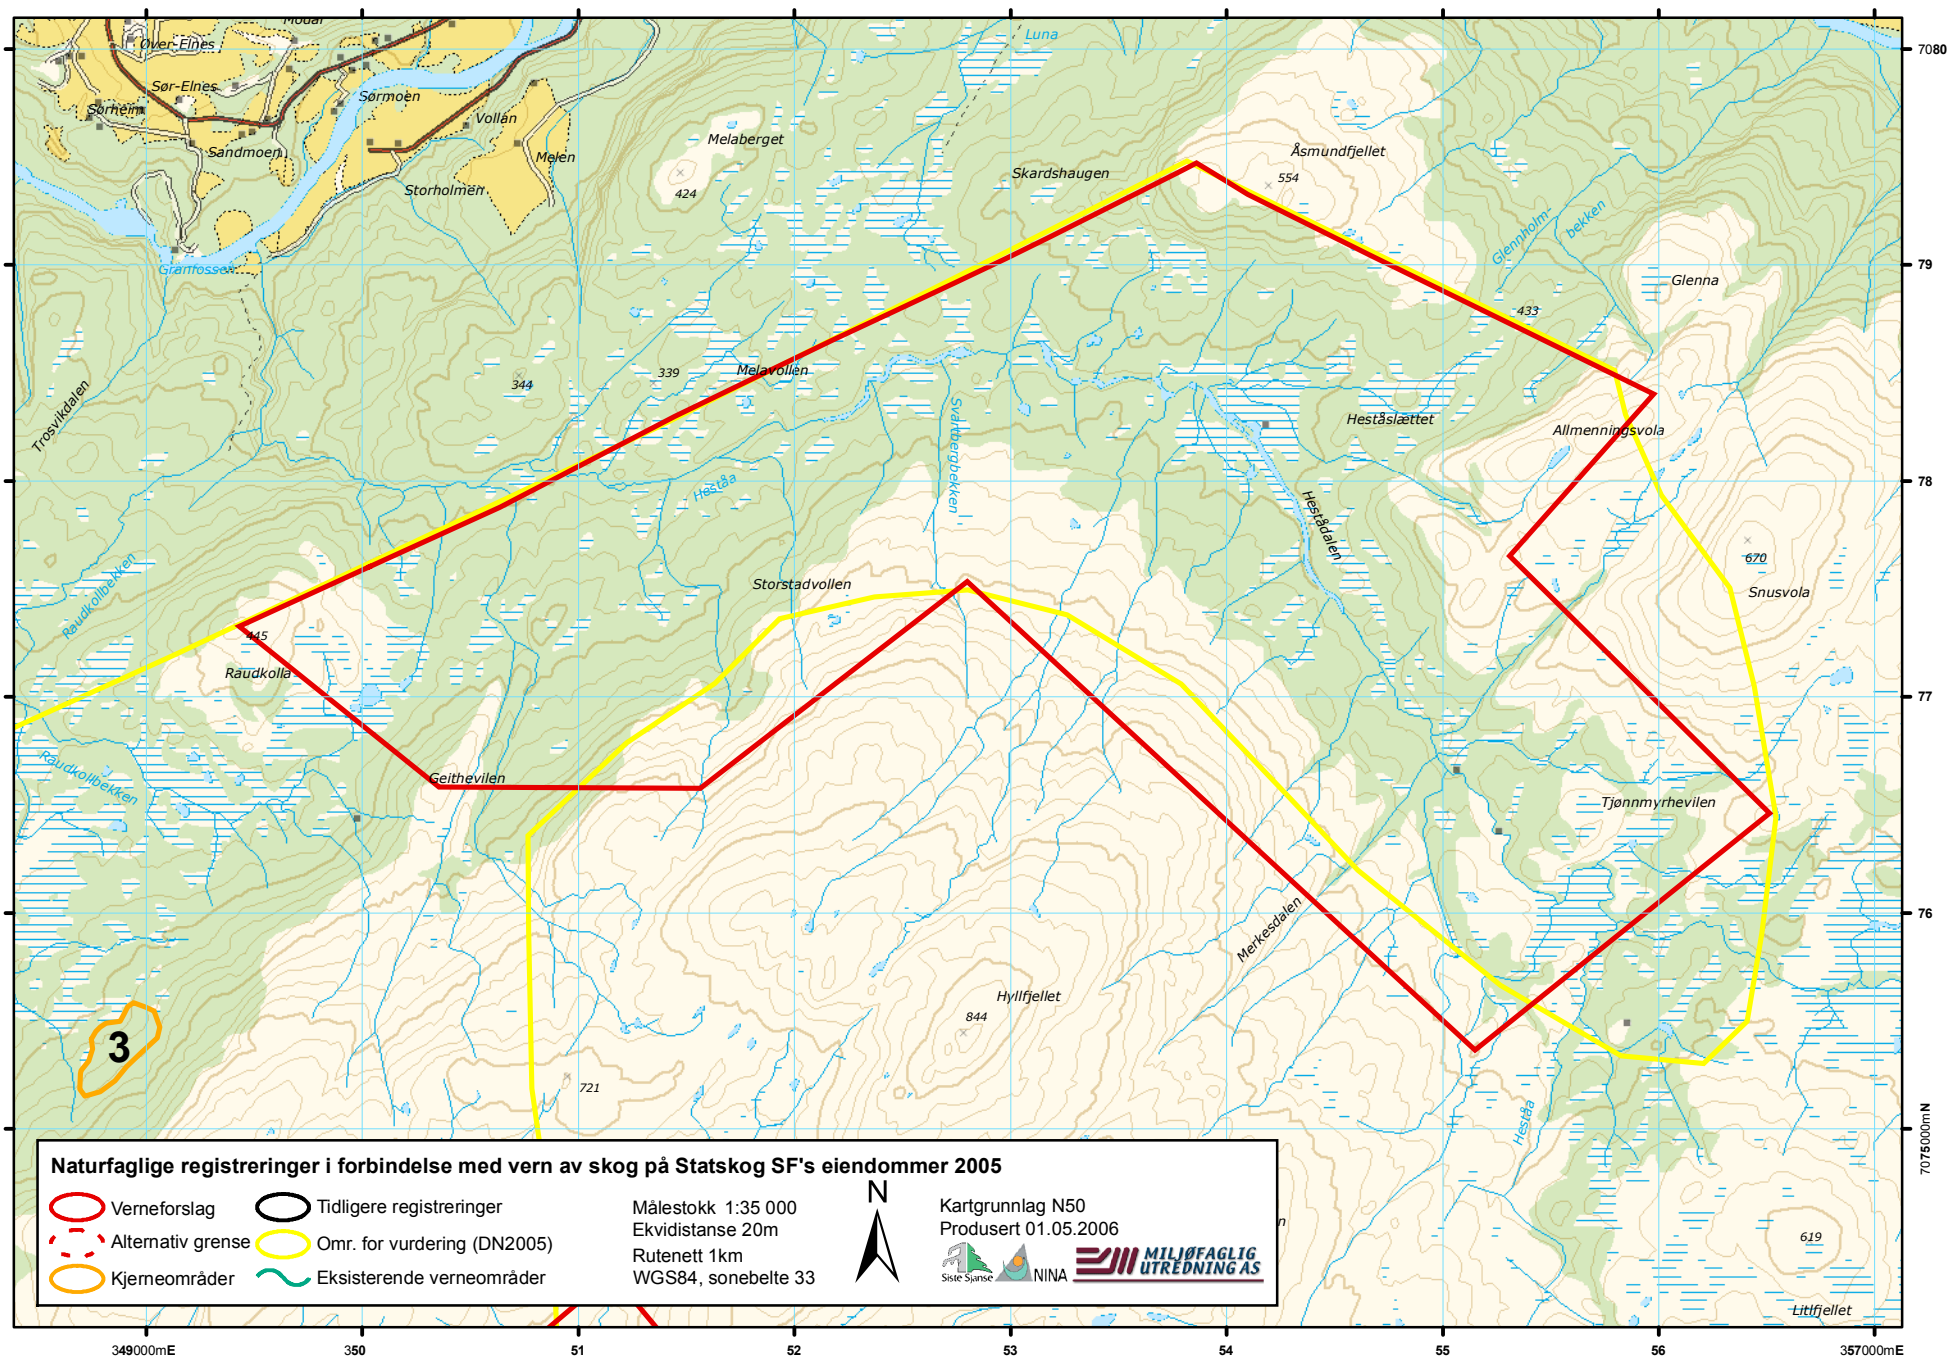 Modal
Øver-Elnes
Luna
7080
Sør-Elnes
Sørmoen
Sørheim
Vollan
Melaberget
Åsmundfjellet
Sandmoen
Melen
Skardshaugen
554
Storholmen
424
Glennholm-
bekken
Granfossen
79
Glenna
433
339
Melavollen
344
Trosvikdalen
Svartbergbekken
Heståslættet
Allmenningsvola
78
Heståa
Hestådalen
670
Raudkollbekken
Storstadvollen
Snusvola
445
Raudkolla
77
Raudkollbekken
Geithevilen
Tjønnmyrhevilen
76
Merkesdalen
Hyllfjellet
844
3
721
Heståa
7075000mN
619
Litlfjellet
n
Naturfaglige registreringer i forbindelse med vern av skog på Statskog SF's eiendommer 2005
Verneforslag
Tidligere registreringer
Alternativ grense
Omr. for vurdering (DN2005)
Kjerneområder
Eksisterende verneområder
Målestokk 1:35 000
Ekvidistanse 20m
Rutenett 1km
WGS84, sonebelte 33
N
Kartgrunnlag N50
Produsert 01.05.2006
Siste Sjanse
NINA
MILJØFAGLIG
UTREDNING AS
349000mE
350
51
52
53
54
55
56
357000mE